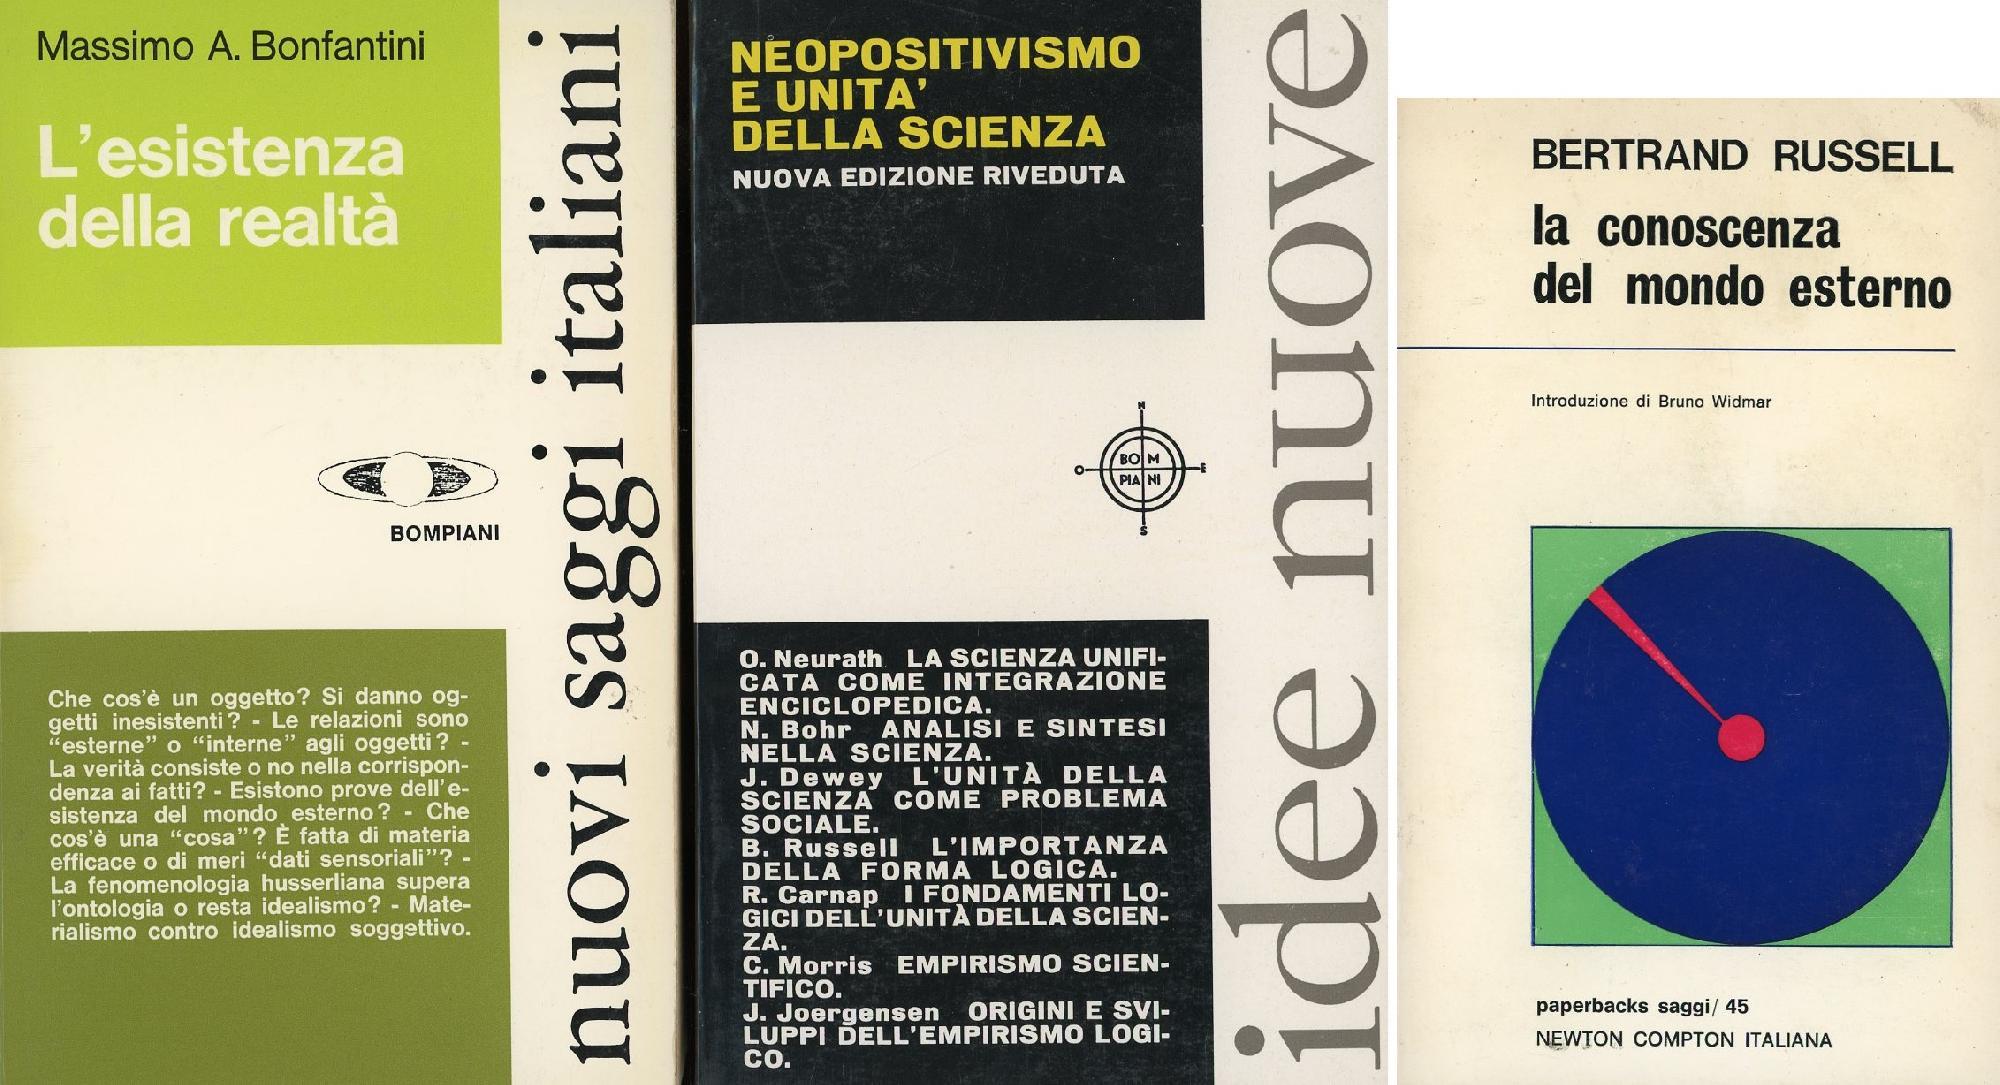 Massimo A. Bonfantini
L'esistenza
della realtà
BOMPIANI
Che cos'è un oggetto? Si danno og-
getti inesistenti? - Le relazioni sono
"esterne" o "interne" agli oggetti? -
La verità consiste o no nella corrispon-
denza ai fatti? - Esistono prove dell'e-
sistenza del mondo esterno? - Che
cos'è una "cosa"? È fatta di materia
efficace o di meri "dati sensoriali"? -
La fenomenologia husserliana supera
l'ontologia o resta idealismo? - Mate-
rialismo contro idealismo soggettivo.
nuovi saggi italiani
NEOPOSITIVISMO
E UNITA'
DELLA SCIENZA
NUOVA EDIZIONE RIVEDUTA
N
O
BO M
PIA NI
E
S
O. Neurath LA SCIENZA UNIFI-
CATA COME INTEGRAZIONE
ENCICLOPEDICA.
N. Bohr ANALISI E SINTESI
NELLA SCIENZA.
J. Dewey L'UNITÀ DELLA
SCIENZA COME PROBLEMA
SOCIALE.
B. Russell L'IMPORTANZA
DELLA FORMA LOGICA.
R. Carnap I FONDAMENTI LO-
GICI DELL'UNITÀ DELLA SCIEN-
ZA.
C. Morris EMPIRISMO SCIEN-
TIFICO.
J. Joergensen ORIGINI E SVI-
LUPPI DELL'EMPIRISMO LOGI-
CO.
idee nuove
BERTRAND RUSSELL
la conoscenza
del mondo esterno
Introduzione di Bruno Widmar
paperbacks saggi/ 45
NEWTON COMPTON ITALIANA